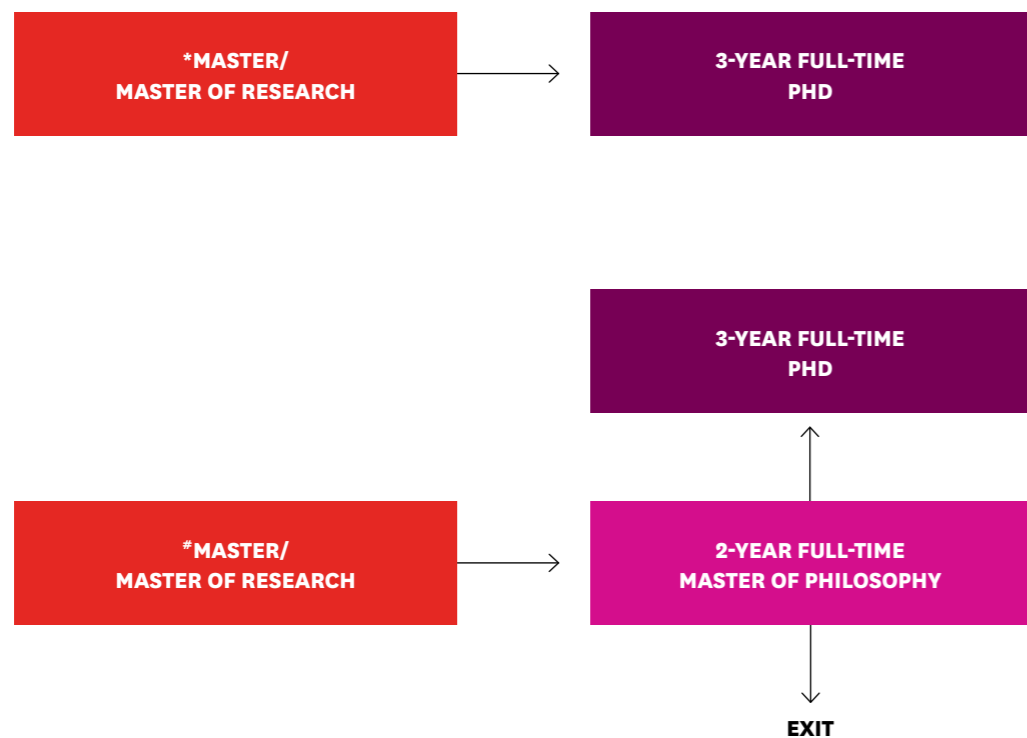 *MASTER/
MASTER OF RESEARCH
3-YEAR FULL-TIME
PHD
3-YEAR FULL-TIME
PHD
#MASTER/
MASTER OF RESEARCH
2-YEAR FULL-TIME
MASTER OF PHILOSOPHY
EXIT